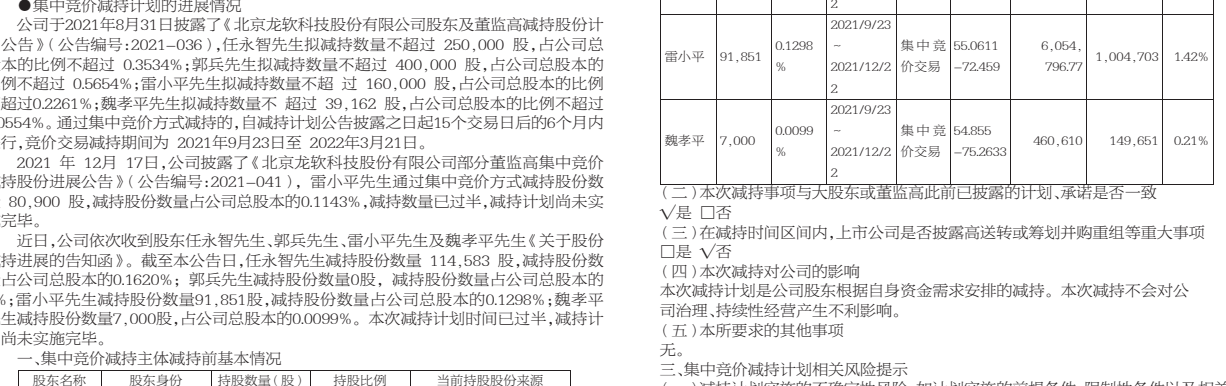 ●集中竞价减持计划的进展情况
公司于2021年8月31日披露了《北京龙软科技股份有限公司股东及董监高减持股份计
公告》(公告编号:2021-036),任永智先生拟减持数量不超过 250,000 股,占公司总
本的比例不超过 0.3534%;郭兵先生拟减持数量不超过 400,000 股,占公司总股本的
例不超过 0.5654%;雷小平先生拟减持数量不超 过 160,000 股,占公司总股本的比例
超过0.2261%;魏孝平先生拟减持数量不 超过 39,162 股,占公司总股本的比例不超过
0554%。通过集中竞价方式减持的,自减持计划公告披露之日起15个交易日后的6个月内
行,竞价交易减持期间为 2021年9月23日至 2022年3月21日。
2021 年 12月 17日,公司披露了《北京龙软科技股份有限公司部分董监高集中竞价
持股份进展公告》(公告编号:2021-041),雷小平先生通过集中竞价方式减持股份数
80,900 股,减持股份数量占公司总股本的0.1143%,减持数量已过半,减持计划尚未实
完毕。
近日,公司依次收到股东任永智先生、郭兵先生、雷小平先生及魏孝平先生《关于股份
持进展的告知函》。截至本公告日,任永智先生减持股份数量 114,583 股,减持股份数
占公司总股本的0.1620%; 郭兵先生减持股份数量0股, 减持股份数量占公司总股本的
%;雷小平先生减持股份数量91,851股,减持股份数量占公司总股本的0.1298%;魏孝平
生减持股份数量7,000股,占公司总股本的0.0099%。本次减持计划时间已过半,减持计
尚未实施完毕。
一、集中竞价减持主体减持前基本情况
股东名称 股东身份 持股数量(股) 持股比例 当前持股股份来源
2
雷小平 91,851 0.1298% 2021/9/23~2021/12/22 集中竞价交易 55.0611-72.459 6,054,796.77 1,004,703 1.42%
魏孝平 7,000 0.0099% 2021/9/23~2021/12/22 集中竞价交易 54.855-75.2633 460,610 149,651 0.21%
(二)本次减持事项与大股东或董监高此前已披露的计划、承诺是否一致
√是 □否
(三)在减持时间区间内,上市公司是否披露高送转或筹划并购重组等重大事项
□是 √否
(四)本次减持对公司的影响
本次减持计划是公司股东根据自身资金需求安排的减持。本次减持不会对公
司治理、持续性经营产生不利影响。
(五)本所要求的其他事项
无。
三、集中竞价减持计划相关风险提示